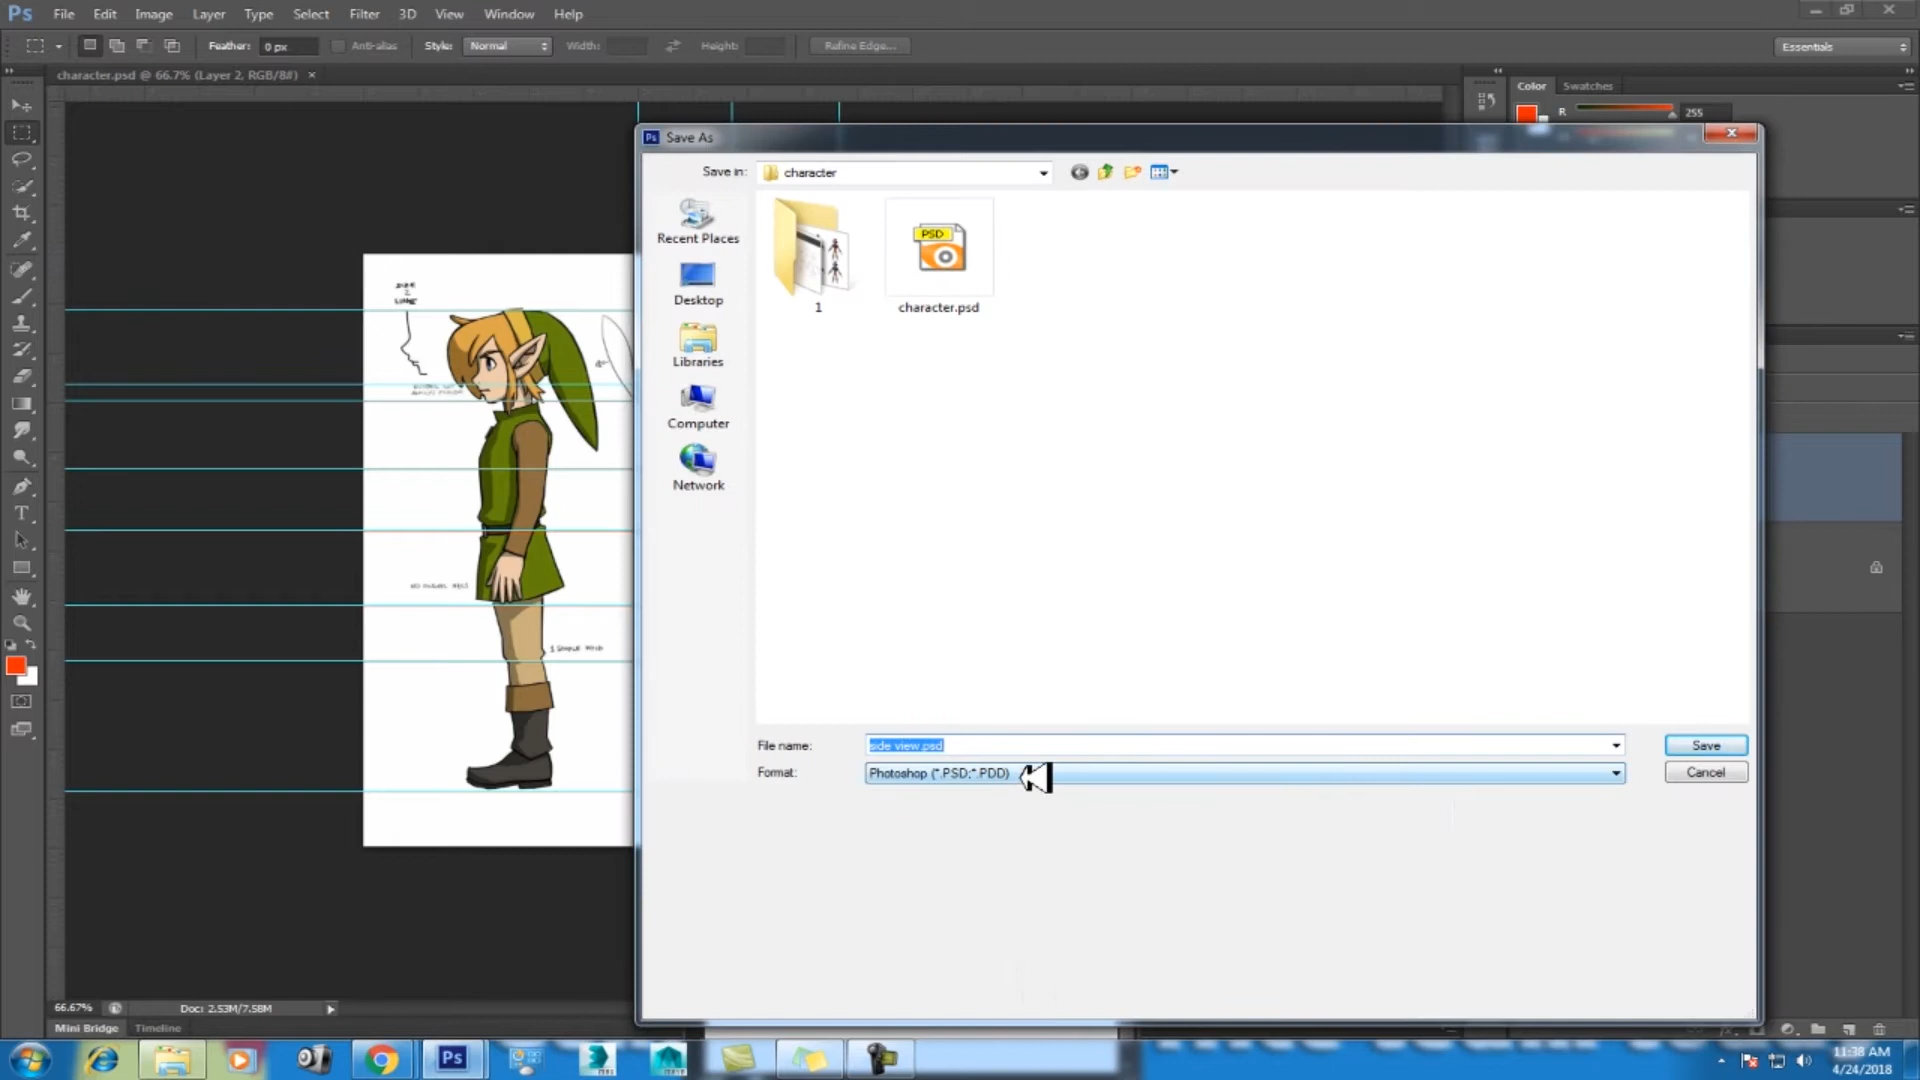 Ps File Edit Image Layer Type Select Filter 3D View Window Help
Feather: 0 px Anti-alias Style: Normal Width: Height: Refine Edge... Essentials
character.psd @ 66.7% (Layer 2, RGB/8#) ×
Color Swatches
R 255
Ps Save As
Save in: character
Recent Places
Desktop
Libraries
Computer
Network
1
PSD
character.psd
File name: side view.psd Save
Format: Photoshop (*.PSD;*.PDD) Cancel
66.67% Doc: 2.53M/7.58M
Mini Bridge Timeline
Ps
11:38 AM
4/24/2018